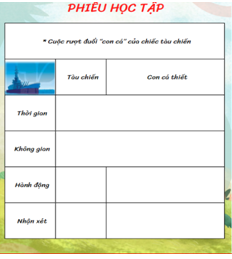 PHIẾU HỌC TẬP
* Cuộc rượt đuổi "con cá" của chiếc tàu chiến
Tàu chiến
Con cá thiết
Thời gian
Không gian
Hành động
Nhận xét